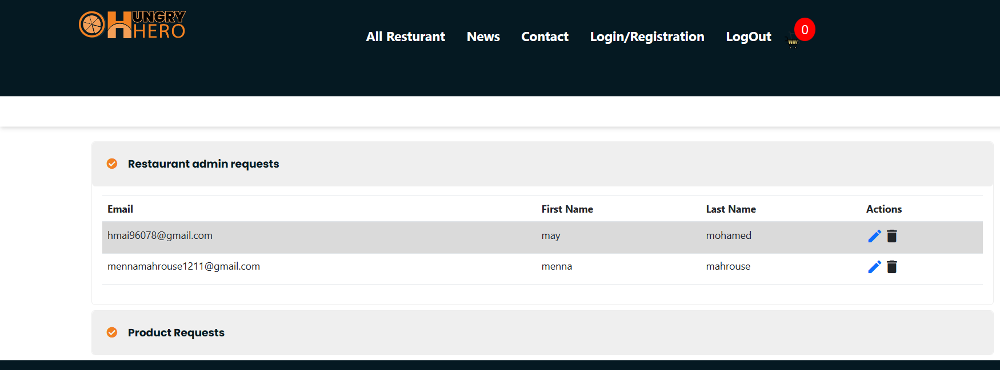 HUNGRY
HERO
All Resturant News Contact Login/Registration LogOut 0
Restaurant admin requests
Email First Name Last Name Actions
hmai96078@gmail.com may mohamed
mennamahrouse1211@gmail.com menna mahrouse
Product Requests